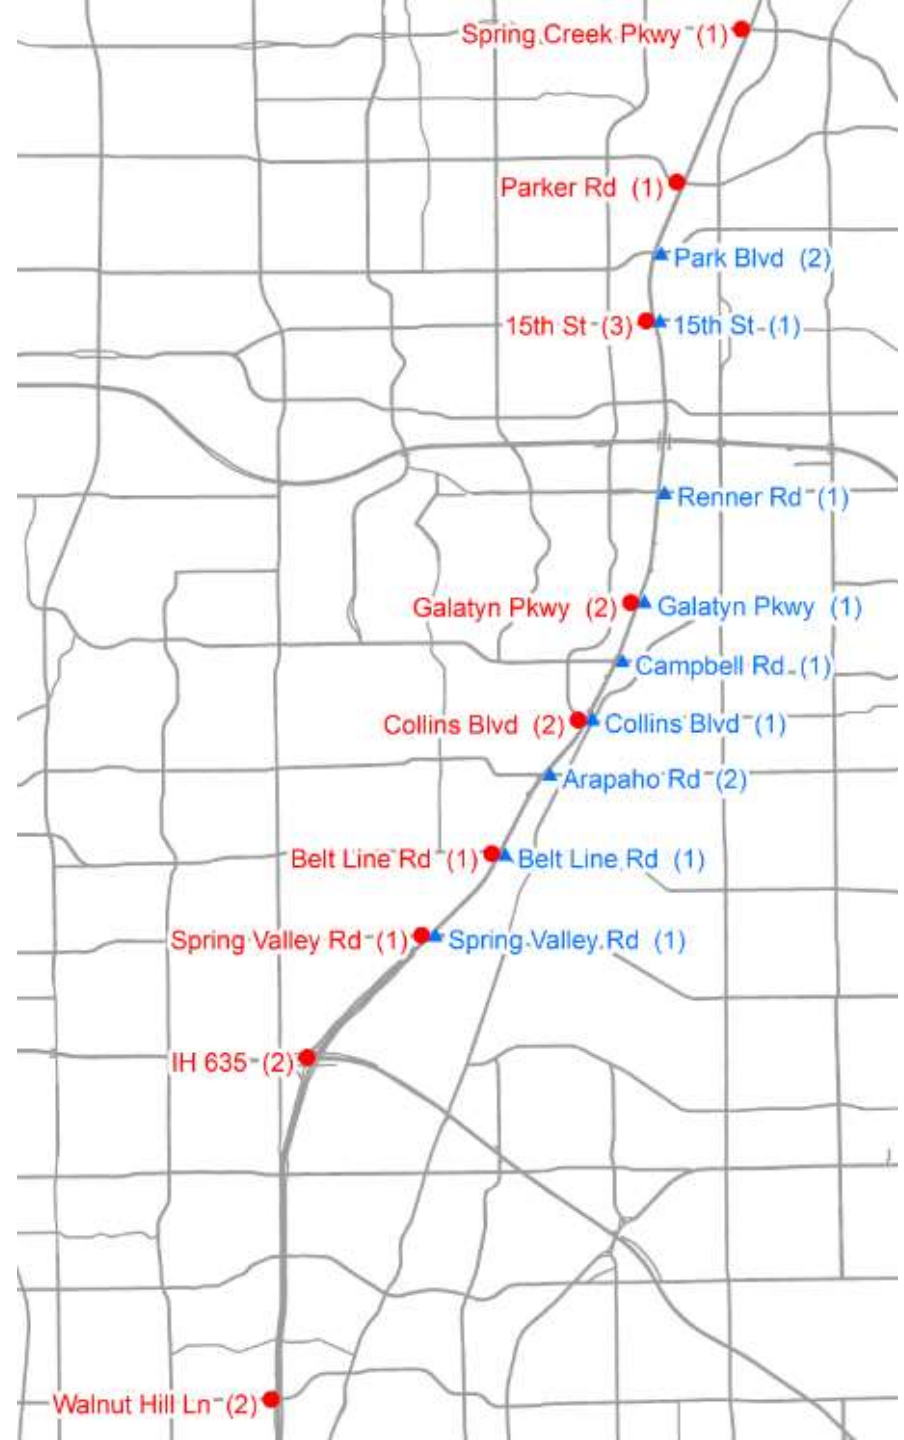 Spring Creek Pkwy (1)
Parker Rd (1)
Park Blvd (2)
15th St (3) 15th St (1)
Renner Rd (1)
Galatyn Pkwy (2) Galatyn Pkwy (1)
Campbell Rd (1)
Collins Blvd (2) Collins Blvd (1)
Arapaho Rd (2)
Belt Line Rd (1) Belt Line Rd (1)
Spring Valley Rd (1) Spring Valley Rd (1)
IH 635 (2)
Walnut Hill Ln (2)